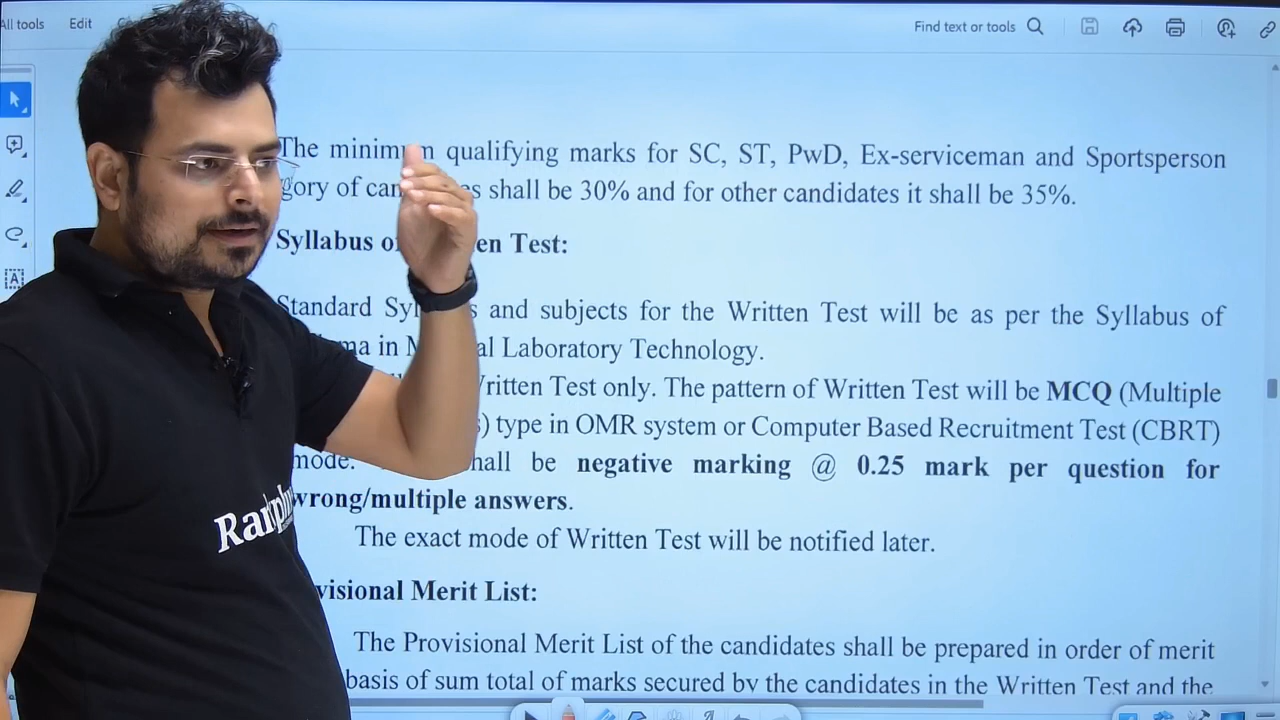 All tools
Edit
Find text or tools
The minimum qualifying marks for SC, ST, PwD, Ex-serviceman and Sportsperson
gory of can es shall be 30% and for other candidates it shall be 35%.
Syllabus o en Test:
Standard Syl s and subjects for the Written Test will be as per the Syllabus of
ma in M al Laboratory Technology.
Written Test only. The pattern of Written Test will be MCQ (Multiple
s) type in OMR system or Computer Based Recruitment Test (CBRT)
mode. hall be negative marking @ 0.25 mark per question for
wrong/multiple answers.
The exact mode of Written Test will be notified later.
visional Merit List:
The Provisional Merit List of the candidates shall be prepared in order of merit
basis of sum total of marks secured by the candidates in the Written Test and the